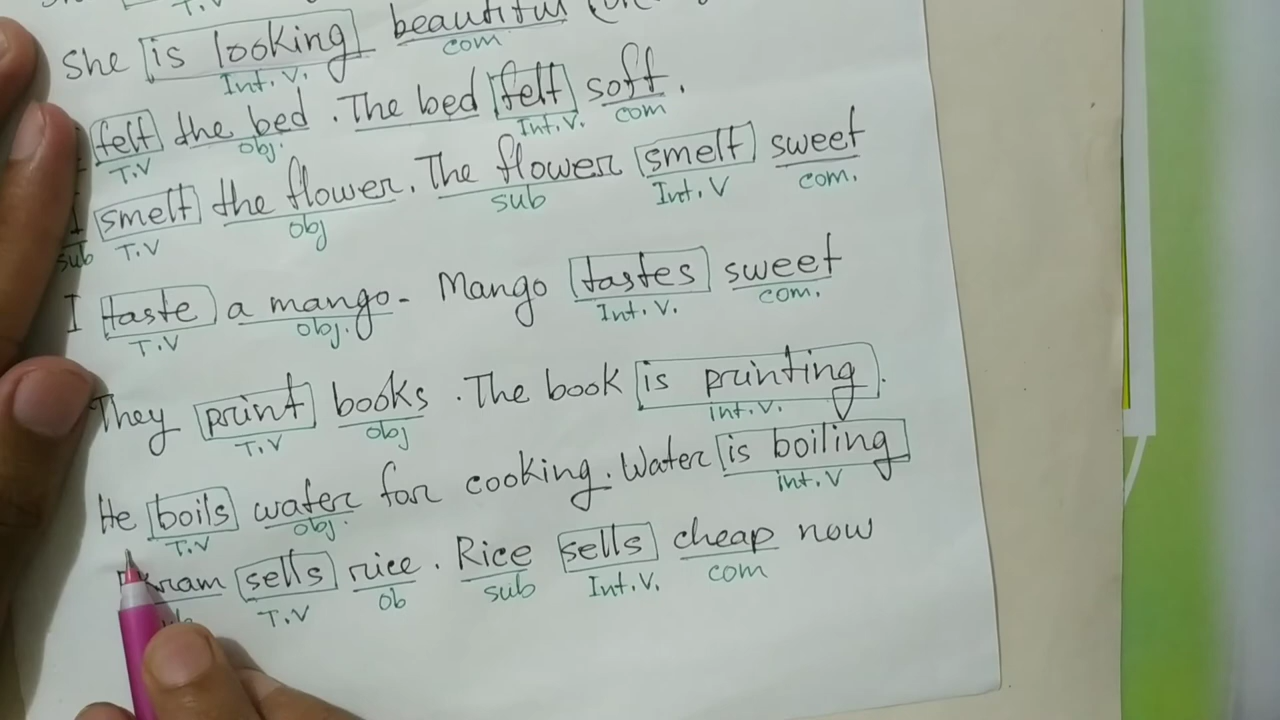 T.V
She is looking beautiful
Int. V. com
felt the bed. The bed felt soft.
T.V obj. Int.V. com
I smelt the flower. The flower smelt sweet
sub T.V obj sub Int. V com.
I taste a mango. Mango tastes sweet
T.V obj. Int. V. com.
They print books. The book is printing.
T.V obj int. V.
He boils water for cooking. Water is boiling
T.V obj. int. V
kram sells rice. Rice sells cheap now
T.V ob sub Int. V. com